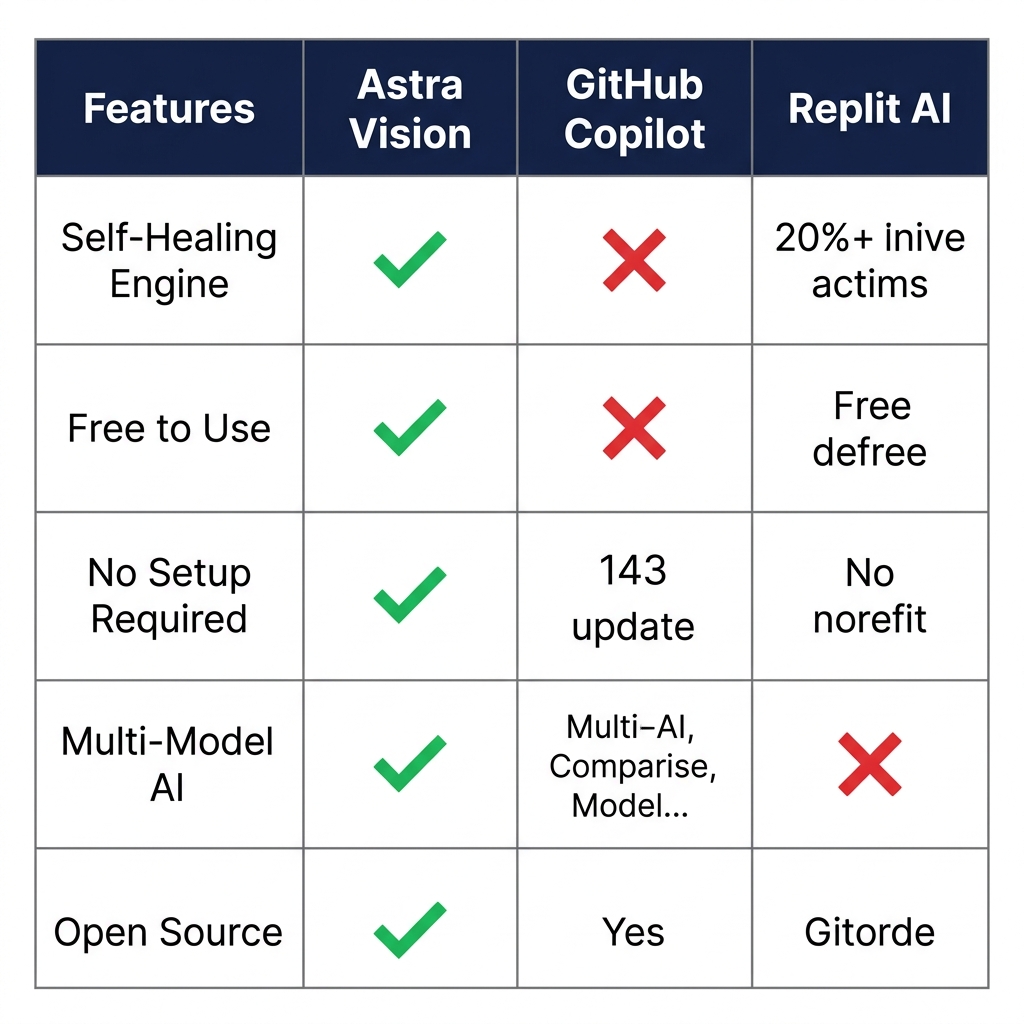 Features
Astra
Vision
GitHub
Copilot
Replit AI
Self-Healing
Engine
20%+ inive
actims
Free to Use
Free
defree
No Setup
Required
143
update
No
norefit
Multi-Model
AI
Multi–AI,
Comparise,
Model...
Open Source
Yes
Gitorde